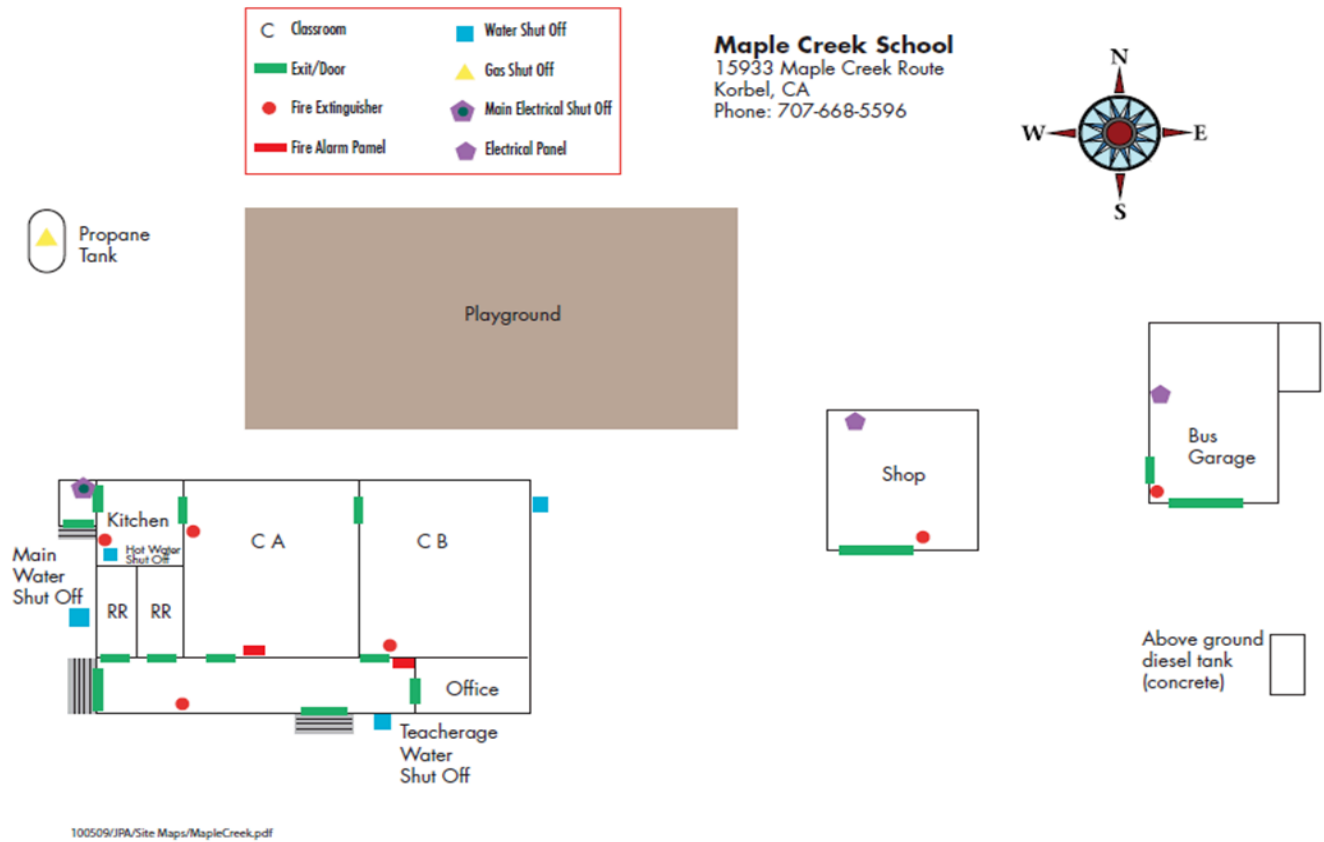 C Classroom
Exit/Door
Fire Extinguisher
Fire Alarm Pamel
Water Shut Off
Gas Shut Off
Main Electrical Shut Off
Electrical Panel
Maple Creek School
15933 Maple Creek Route
Korbel, CA
Phone: 707-668-5596
N
W
E
S
Propane
Tank
Playground
Bus
Garage
Shop
Kitchen
Hot Water
Shut Off
C A
C B
Main
Water
Shut Off
RR
RR
Office
Above ground
diesel tank
(concrete)
Teacherage
Water
Shut Off
100509/JPA/Site Maps/MapleCreek.pdf